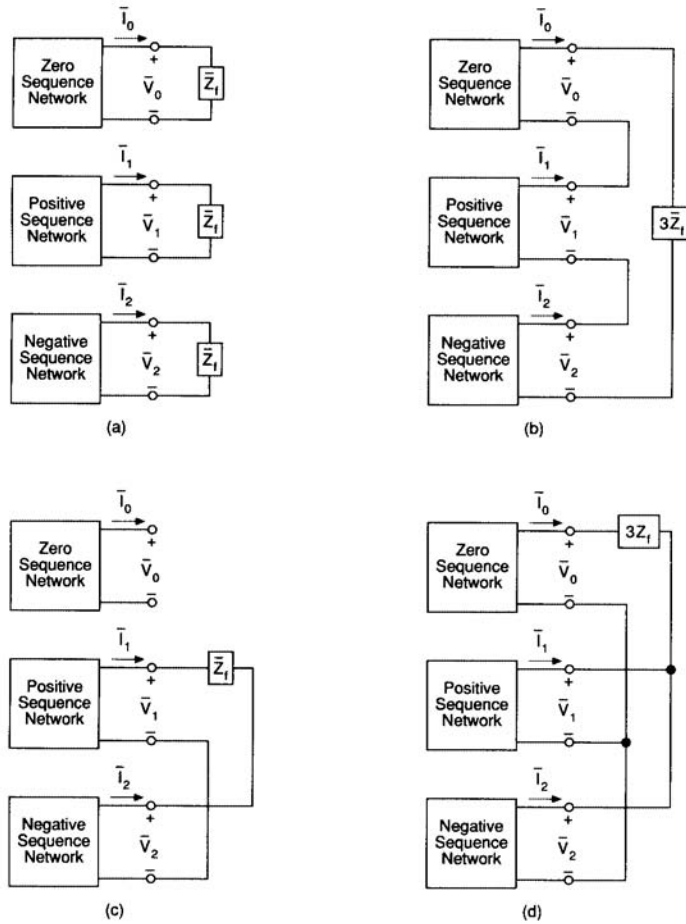 Ī₀
Zero
Sequence
Network
+
V̄₀
−
Z̄f
Ī₁
Positive
Sequence
Network
+
V̄₁
−
Z̄f
Ī₂
Negative
Sequence
Network
+
V̄₂
−
Z̄f
(a)
Ī₀
Zero
Sequence
Network
+
V̄₀
−
Ī₁
Positive
Sequence
Network
+
V̄₁
−
3Z̄f
Ī₂
Negative
Sequence
Network
+
V̄₂
−
(b)
Ī₀
Zero
Sequence
Network
+
V̄₀
−
Ī₁
Positive
Sequence
Network
+
V̄₁
−
Z̄f
Ī₂
Negative
Sequence
Network
+
V̄₂
−
(c)
Ī₀
3Zf
Zero
Sequence
Network
+
V̄₀
−
Ī₁
Positive
Sequence
Network
+
V̄₁
−
Ī₂
Negative
Sequence
Network
+
V̄₂
−
(d)